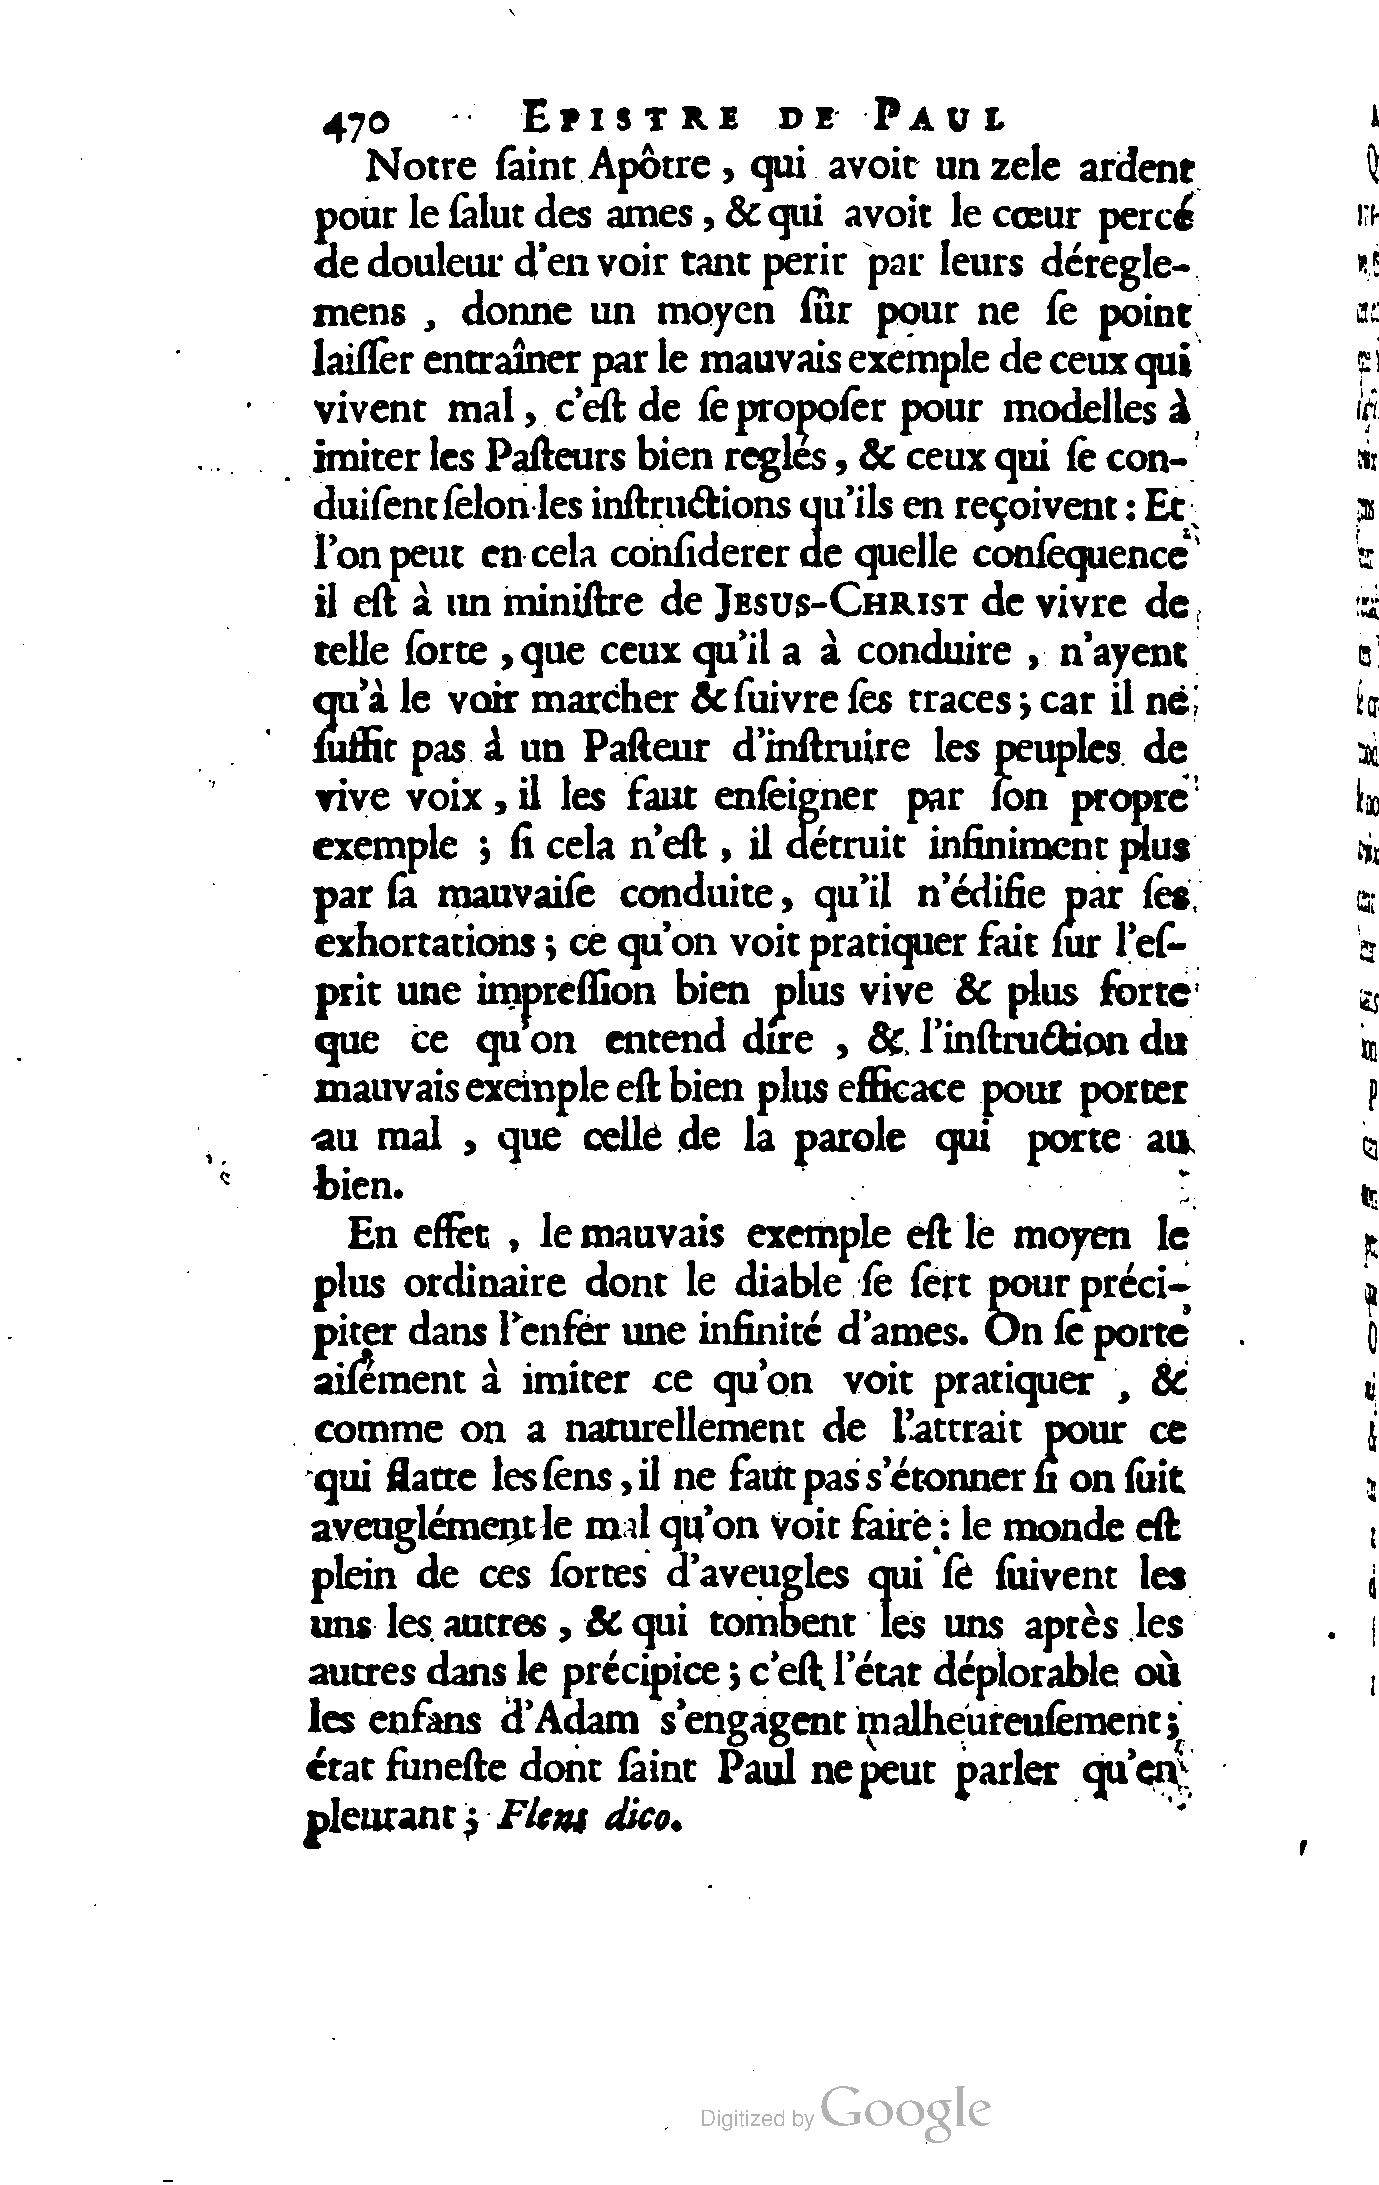 470 EPISTRE DE PAUL
Notre ſaint Apôtre, qui avoit un zele ardent
pour le ſalut des ames, & qui avoit le cœur percé
de douleur d'en voir tant perir par leurs déregle-
mens, donne un moyen ſûr pour ne ſe point
laiſſer entraîner par le mauvais exemple de ceux qui
vivent mal, c'eſt de ſe propoſer pour modelles à
imiter les Paſteurs bien reglés, & ceux qui ſe con-
duiſent ſelon les inſtructions qu'ils en reçoivent : Et
l'on peut en cela conſiderer de quelle conſequence
il eſt à un miniſtre de JESUS-CHRIST de vivre de
telle ſorte, que ceux qu'il a à conduire, n'ayent
qu'à le voir marcher & ſuivre ſes traces; car il ne
ſuffit pas à un Paſteur d'inſtruire les peuples de
vive voix, il les faut enſeigner par ſon propre
exemple ; ſi cela n'eſt, il détruit infiniment plus
par ſa mauvaiſe conduite, qu'il n'édifie par ſes
exhortations; ce qu'on voit pratiquer fait ſur l'eſ-
prit une impreſſion bien plus vive & plus forte
que ce qu'on entend dire, & l'inſtruction du
mauvais exemple eſt bien plus efficace pour porter
au mal, que celle de la parole qui porte au
bien.
En effet, le mauvais exemple eſt le moyen le
plus ordinaire dont le diable ſe ſert pour préci-
piter dans l'enfer une infinité d'ames. On ſe porte
aiſément à imiter ce qu'on voit pratiquer, &
comme on a naturellement de l'attrait pour ce
qui flatte les ſens, il ne faut pas s'étonner ſi on ſuit
aveuglément le mal qu'on voit faire : le monde eſt
plein de ces ſortes d'aveugles qui ſe ſuivent les
uns les autres, & qui tombent les uns après les
autres dans le précipice; c'eſt l'état déplorable où
les enfans d'Adam s'engagent malheureuſement;
état funeſte dont ſaint Paul ne peut parler qu'en
pleurant; Flens dico.
Digitized by Google